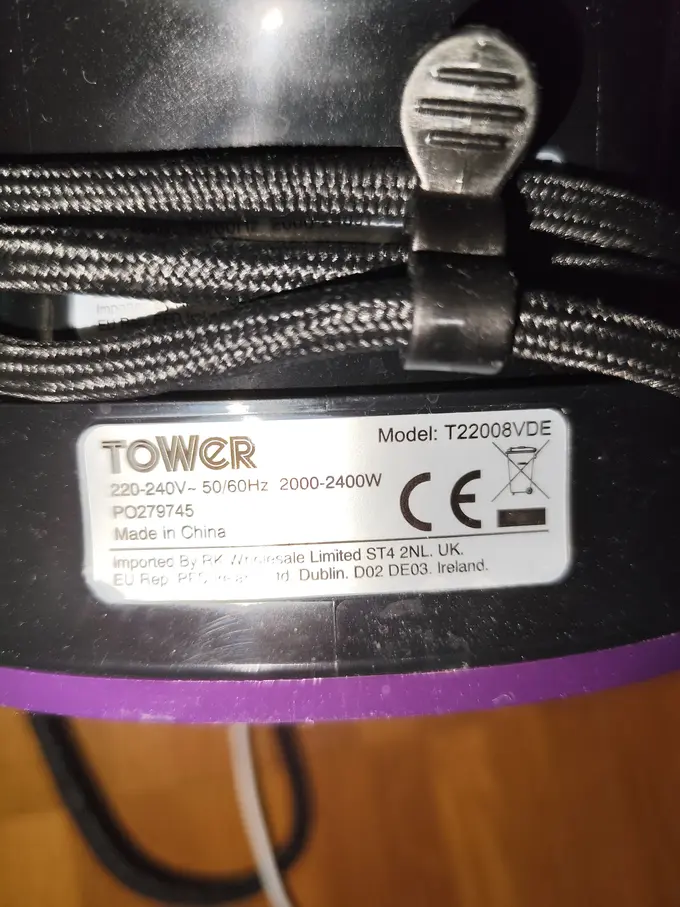 TOWER
Model: T22008VDE
220-240V~ 50/60Hz 2000-2400W
PO279745
Made in China
CE
Imported By RK Wholesale Limited ST4 2NL. UK.
EU Rep. Dublin. D02 DE03. Ireland.